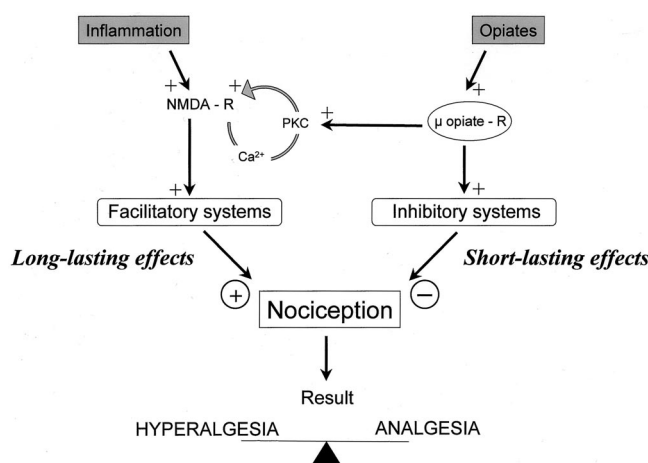 Inflammation
Opiates
+
+
+
NMDA - R
PKC
+
μ opiate - R
Ca²⁺
+
+
Facilitatory systems
Inhibitory systems
Long-lasting effects
Short-lasting effects
+
−
Nociception
Result
HYPERALGESIA
ANALGESIA